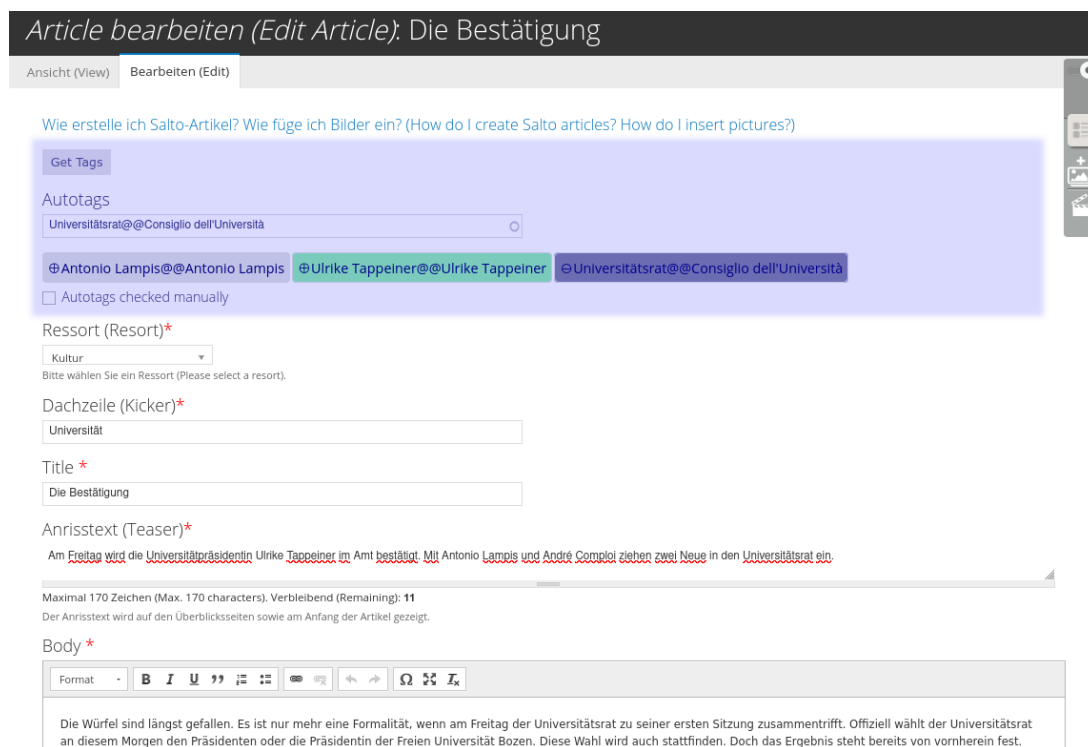 Article bearbeiten (Edit Article): Die Bestätigung
Ansicht (View) Bearbeiten (Edit)
Wie erstelle ich Salto-Artikel? Wie füge ich Bilder ein? (How do I create Salto articles? How do I insert pictures?)
Get Tags
Autotags
Universitätsrat@@Consiglio dell'Università
⊕Antonio Lampis@@Antonio Lampis ⊕Ulrike Tappeiner@@Ulrike Tappeiner ⊖Universitätsrat@@Consiglio dell'Università
Autotags checked manually
Ressort (Resort)*
Kultur
Bitte wählen Sie ein Ressort (Please select a resort).
Dachzeile (Kicker)*
Universität
Title *
Die Bestätigung
Anrisstext (Teaser)*
Am Freitag wird die Universitätpräsidentin Ulrike Tappeiner im Amt bestätigt. Mit Antonio Lampis und André Comploi ziehen zwei Neue in den Universitätsrat ein.
Maximal 170 Zeichen (Max. 170 characters). Verbleibend (Remaining): 11
Der Anrisstext wird auf den Überblicksseiten sowie am Anfang der Artikel gezeigt.
Body *
Format B I U Ω Tx
Die Würfel sind längst gefallen. Es ist nur mehr eine Formalität, wenn am Freitag der Universitätsrat zu seiner ersten Sitzung zusammentrifft. Offiziell wählt der Universitätsrat
an diesem Morgen den Präsidenten oder die Präsidentin der Freien Universität Bozen. Diese Wahl wird auch stattfinden. Doch das Ergebnis steht bereits von vornherein fest.